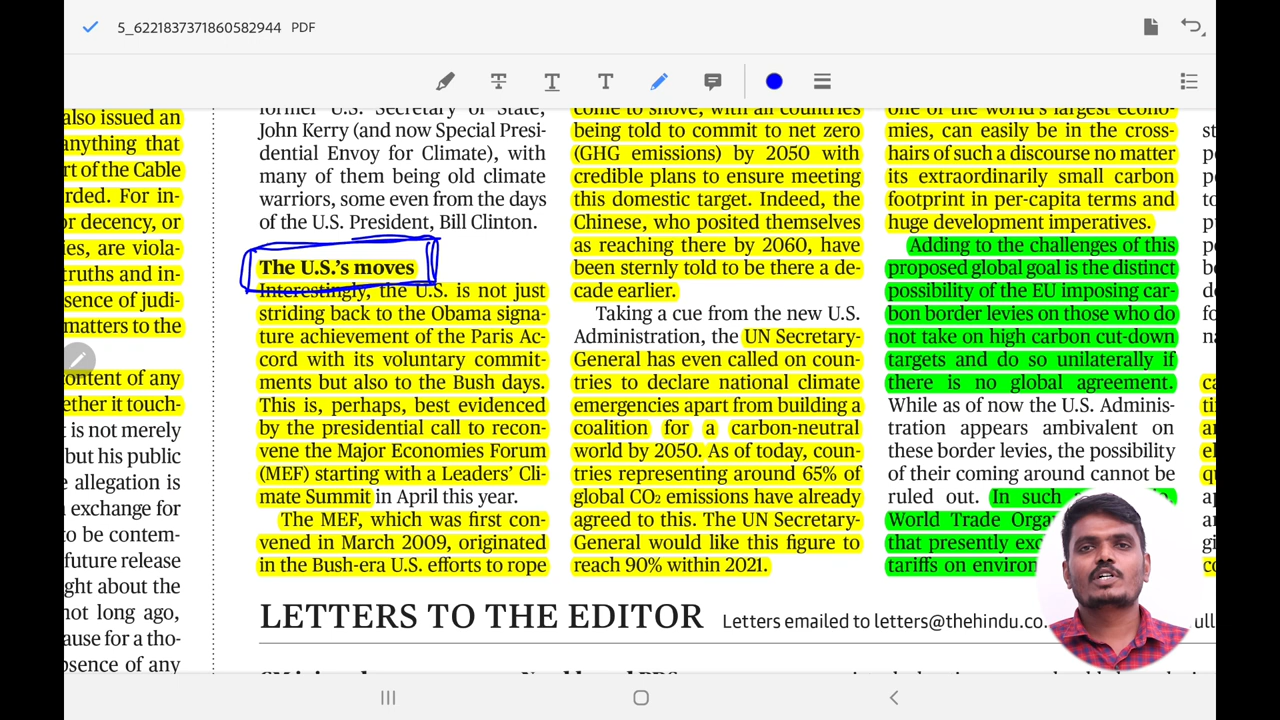 5_6221837371860582944 PDF
also issued an
anything that
rt of the Cable
rded. For in-
or decency, or
ies, are viola-
truths and in-
sence of judi-
matters to the
content of any
ether it touch-
t is not merely
but his public
e allegation is
exchange for
to be contem-
future release
ght about the
not long ago,
ause for a tho-
bsence of any
former U.S. Secretary of State,
John Kerry (and now Special Presi-
dential Envoy for Climate), with
many of them being old climate
warriors, some even from the days
of the U.S. President, Bill Clinton.
The U.S.'s moves
Interestingly, the U.S. is not just
striding back to the Obama signa-
ture achievement of the Paris Ac-
cord with its voluntary commit-
ments but also to the Bush days.
This is, perhaps, best evidenced
by the presidential call to recon-
vene the Major Economies Forum
(MEF) starting with a Leaders' Cli-
mate Summit in April this year.
The MEF, which was first con-
vened in March 2009, originated
in the Bush-era U.S. efforts to rope
come to shove, with all countries
being told to commit to net zero
(GHG emissions) by 2050 with
credible plans to ensure meeting
this domestic target. Indeed, the
Chinese, who posited themselves
as reaching there by 2060, have
been sternly told to be there a de-
cade earlier.
Taking a cue from the new U.S.
Administration, the UN Secretary-
General has even called on coun-
tries to declare national climate
emergencies apart from building a
coalition for a carbon-neutral
world by 2050. As of today, coun-
tries representing around 65% of
global CO₂ emissions have already
agreed to this. The UN Secretary-
General would like this figure to
reach 90% within 2021.
one of the world's largest econo-
mies, can easily be in the cross-
hairs of such a discourse no matter
its extraordinarily small carbon
footprint in per-capita terms and
huge development imperatives.
Adding to the challenges of this
proposed global goal is the distinct
possibility of the EU imposing car-
bon border levies on those who do
not take on high carbon cut-down
targets and do so unilaterally if
there is no global agreement.
While as of now the U.S. Adminis-
tration appears ambivalent on
these border levies, the possibility
of their coming around cannot be
ruled out. In such
World Trade
that presently
tariffs on
LETTERS TO THE EDITOR
Letters emailed to letters@thehindu.co.